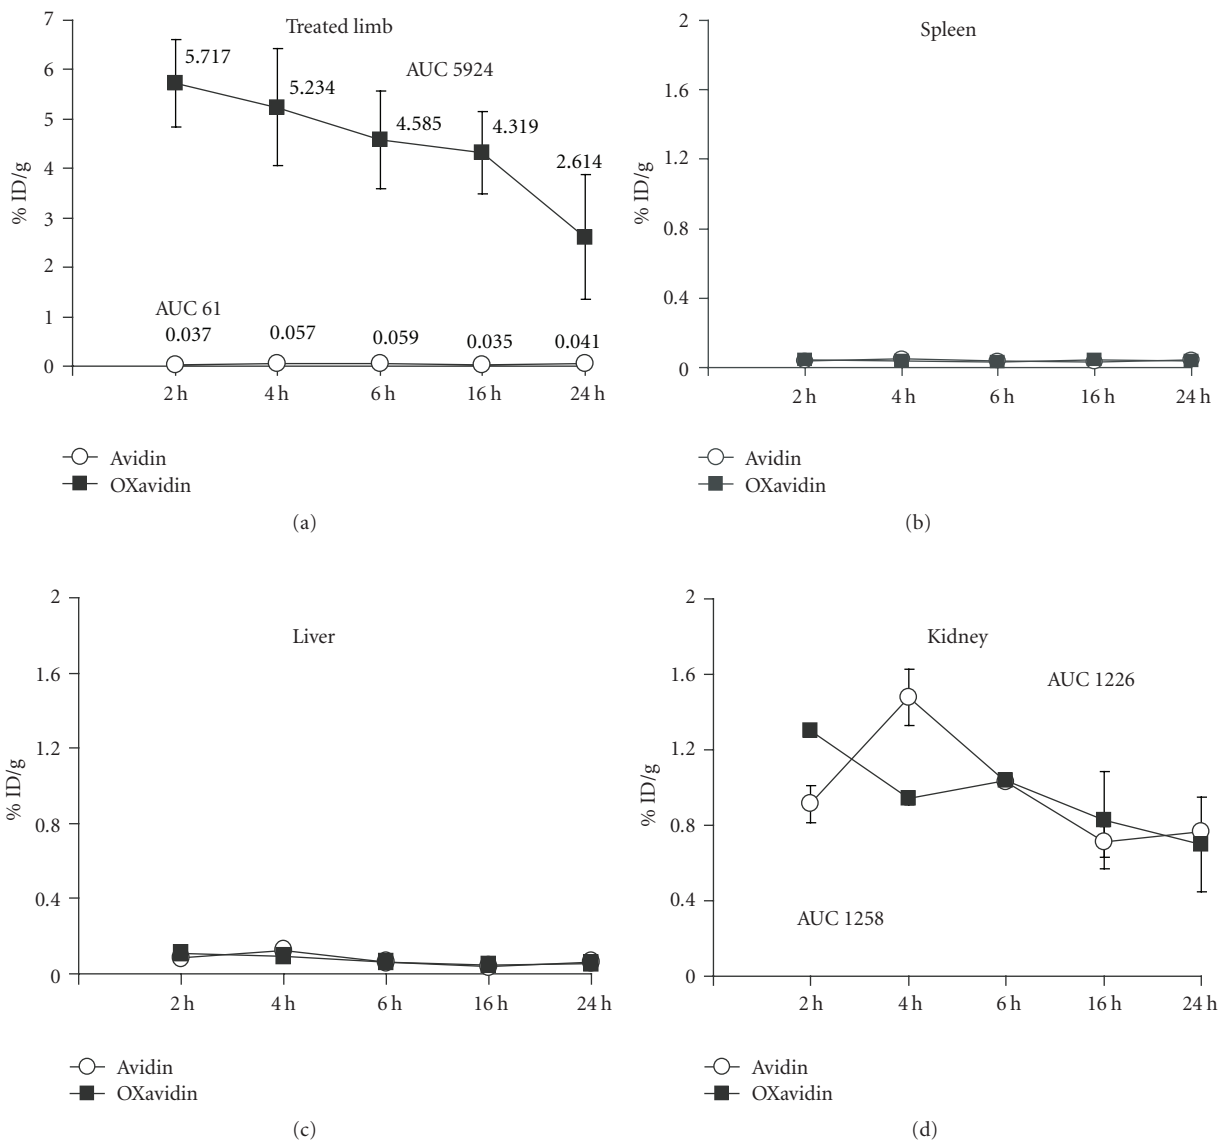 Treated limb
7
6
5
4
3
2
1
0
% ID/g
5.717
5.234
4.585
4.319
2.614
AUC 5924
AUC 61
0.037
0.057
0.059
0.035
0.041
2 h
4 h
6 h
16 h
24 h
Avidin
OXavidin
(a)
Spleen
2
1.6
1.2
0.8
0.4
0
% ID/g
2 h
4 h
6 h
16 h
24 h
Avidin
OXavidin
(b)
Liver
2
1.6
1.2
0.8
0.4
0
% ID/g
2 h
4 h
6 h
16 h
24 h
Avidin
OXavidin
(c)
Kidney
2
1.6
1.2
0.8
0.4
0
% ID/g
AUC 1226
AUC 1258
2 h
4 h
6 h
16 h
24 h
Avidin
OXavidin
(d)